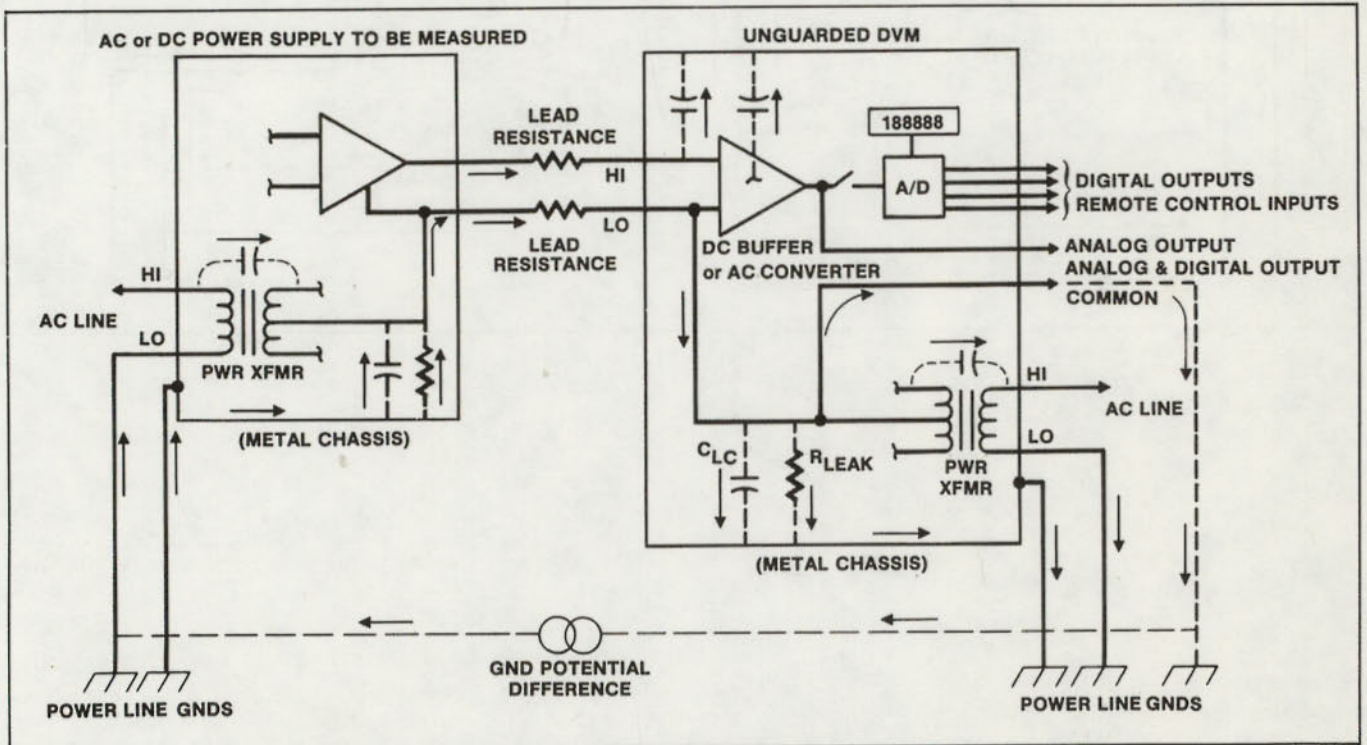 AC or DC POWER SUPPLY TO BE MEASURED
UNGUARDED DVM
LEAD
RESISTANCE
HI
LO
LEAD
RESISTANCE
188888
A/D
DIGITAL OUTPUTS
REMOTE CONTROL INPUTS
DC BUFFER
or AC CONVERTER
ANALOG OUTPUT
ANALOG & DIGITAL OUTPUT
COMMON
HI
AC LINE
LO
PWR XFMR
(METAL CHASSIS)
CLC
RLEAK
PWR
XFMR
HI
AC LINE
LO
(METAL CHASSIS)
GND POTENTIAL
DIFFERENCE
POWER LINE GNDS
POWER LINE GNDS